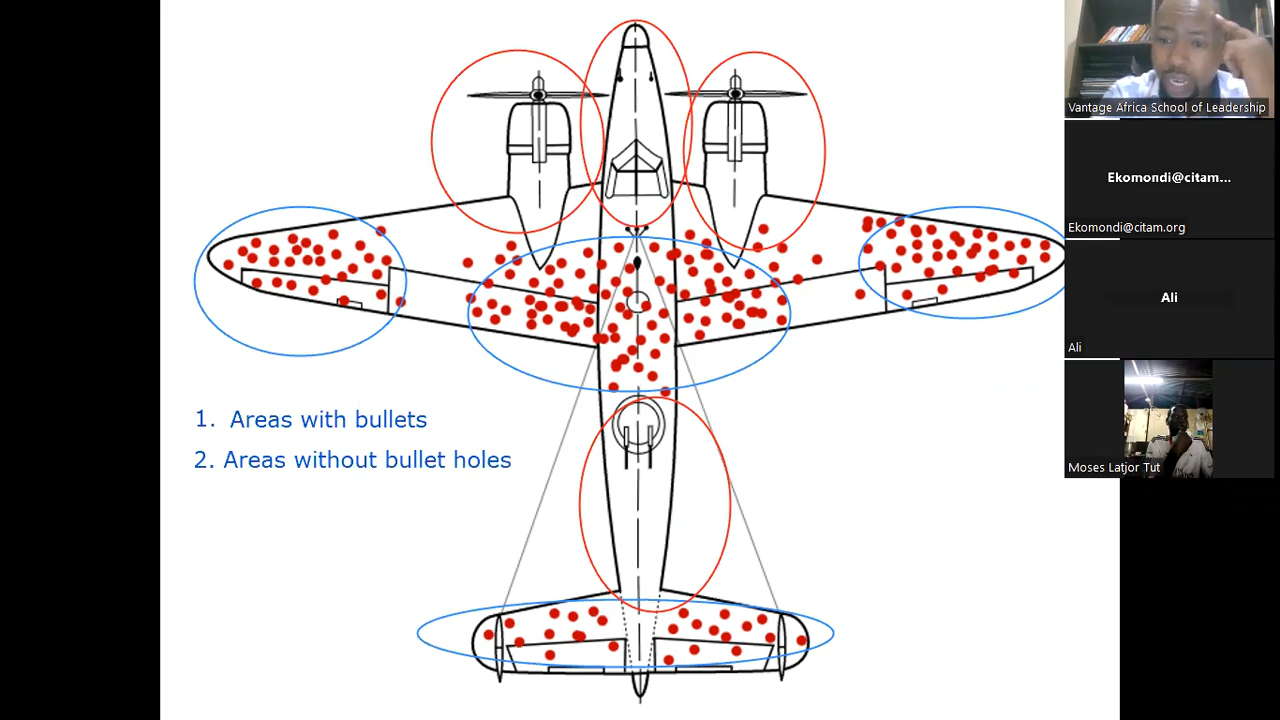 1. Areas with bullets
2. Areas without bullet holes
Vantage Africa School of Leadership
Ekomondi@citam...
Ekomondi@citam.org
Ali
Ali
Moses Latjor Tut